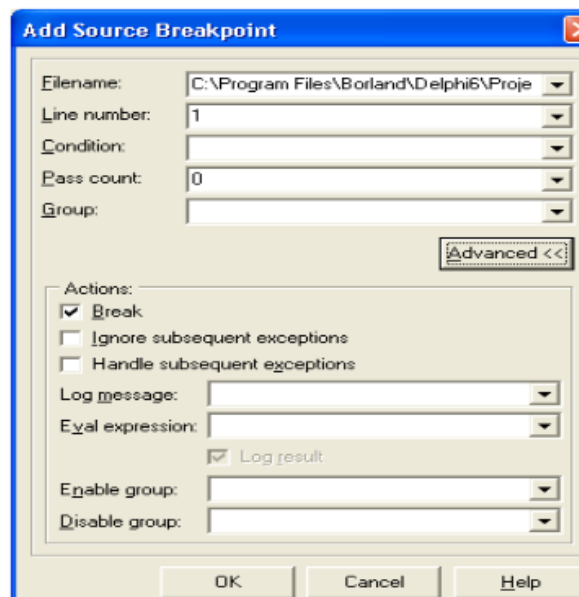 Add Source Breakpoint
Filename: C:\Program Files\Borland\Delphi6\Proje
Line number: 1
Condition:
Pass count: 0
Group:
Advanced <<
Actions:
Break
Ignore subsequent exceptions
Handle subsequent exceptions
Log message:
Eval expression:
Log result
Enable group:
Disable group:
OK Cancel Help